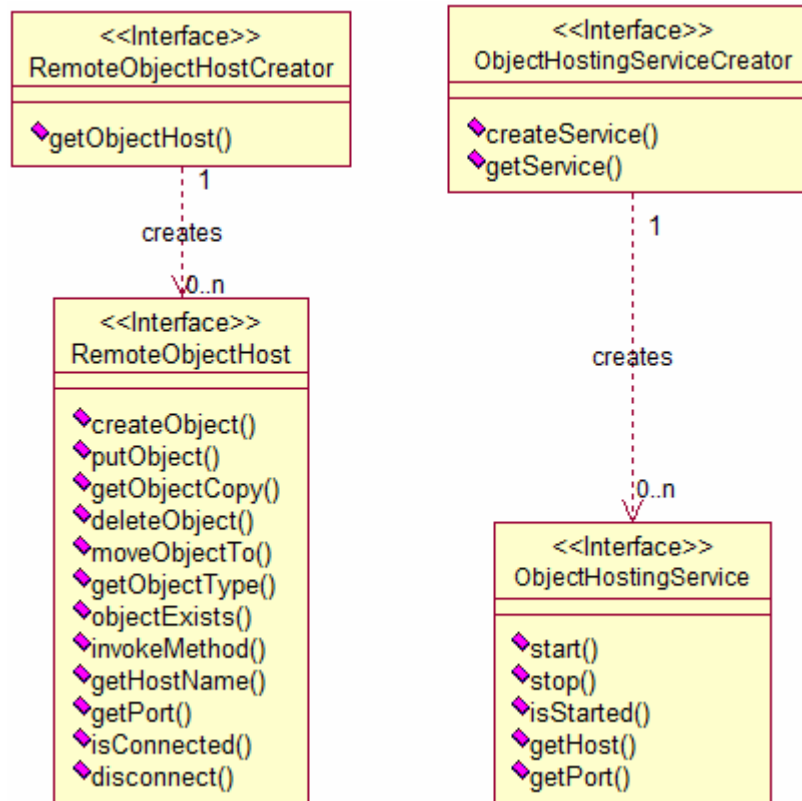 <<Interface>>
RemoteObjectHostCreator
getObjectHost()
1
creates
0..n
<<Interface>>
RemoteObjectHost
createObject()
putObject()
getObjectCopy()
deleteObject()
moveObjectTo()
getObjectType()
objectExists()
invokeMethod()
getHostName()
getPort()
isConnected()
disconnect()
<<Interface>>
ObjectHostingServiceCreator
createService()
getService()
1
creates
0..n
<<Interface>>
ObjectHostingService
start()
stop()
isStarted()
getHost()
getPort()